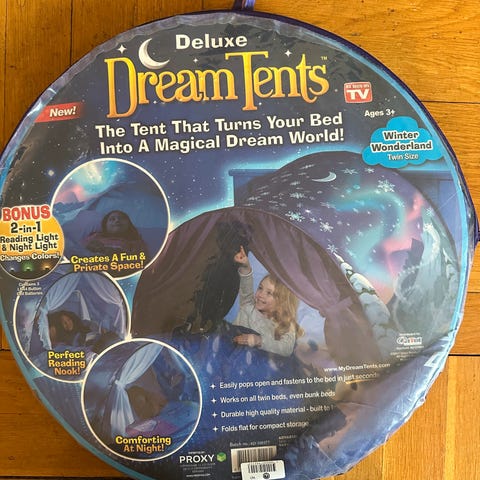 Deluxe
DreamTents
AS SEEN ON
TV
New!
Ages 3+
The Tent That Turns Your Bed
Into A Magical Dream World!
Winter
Wonderland
Twin Size
BONUS
2-in-1
Reading Light
& Night Light
Changes Colors!
Creates A Fun &
Private Space!
Perfect
Reading
Nook!
Comforting
At Night!
www.MyDreamTents.com
Easily pops open and fastens to the bed in just seconds
Works on all twin beds, even bunk beds
Durable high quality material - built to
Folds flat for compact storage
PROXY